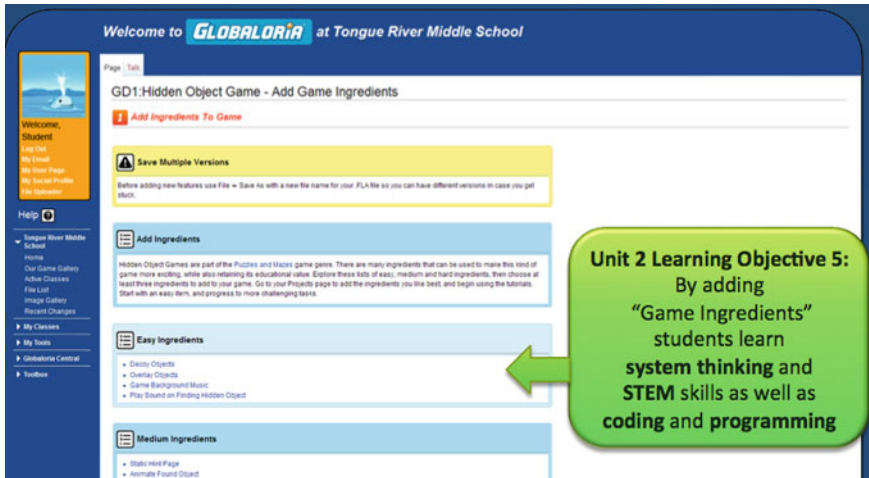 Welcome to GLOBALORIA at Tongue River Middle School
Page Talk
GD1:Hidden Object Game - Add Game Ingredients
1 Add Ingredients To Game
Welcome,
Student
Log Out
My Email
My User Page
My Social Profile
File Uploader
Help
Tongue River Middle
School
Home
Our Game Gallery
Active Classes
File List
Image Gallery
Recent Changes
My Classes
My Tools
Globaloria Central
Toolbox
Save Multiple Versions
Before adding new features use File = Save As with a new file name for your .FLA file so you can have different versions in case you get
stuck.
Add Ingredients
Hidden Object Games are part of the Puzzles and Mazes game genre. There are many ingredients that can be used to make this kind of
game more exciting, while also retaining its educational value. Explore these lists of easy, medium and hard ingredients, then choose at
least three ingredients to add to your game. Go to your Projects page to add the ingredients you like best, and begin using the tutorials.
Start with an easy item, and progress to more challenging tasks.
Easy Ingredients
• Decoy Objects
• Overlay Objects
• Game Background Music
• Play Sound on Finding Hidden Object
Medium Ingredients
• Static Hint Page
• Animate Found Object
Unit 2 Learning Objective 5:
By adding
“Game Ingredients”
students learn
system thinking and
STEM skills as well as
coding and programming